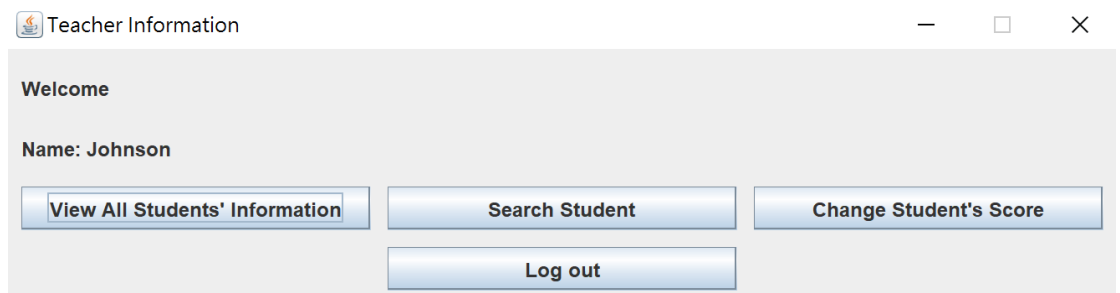 Teacher Information
Welcome
Name: Johnson
View All Students' Information Search Student Change Student's Score
Log out